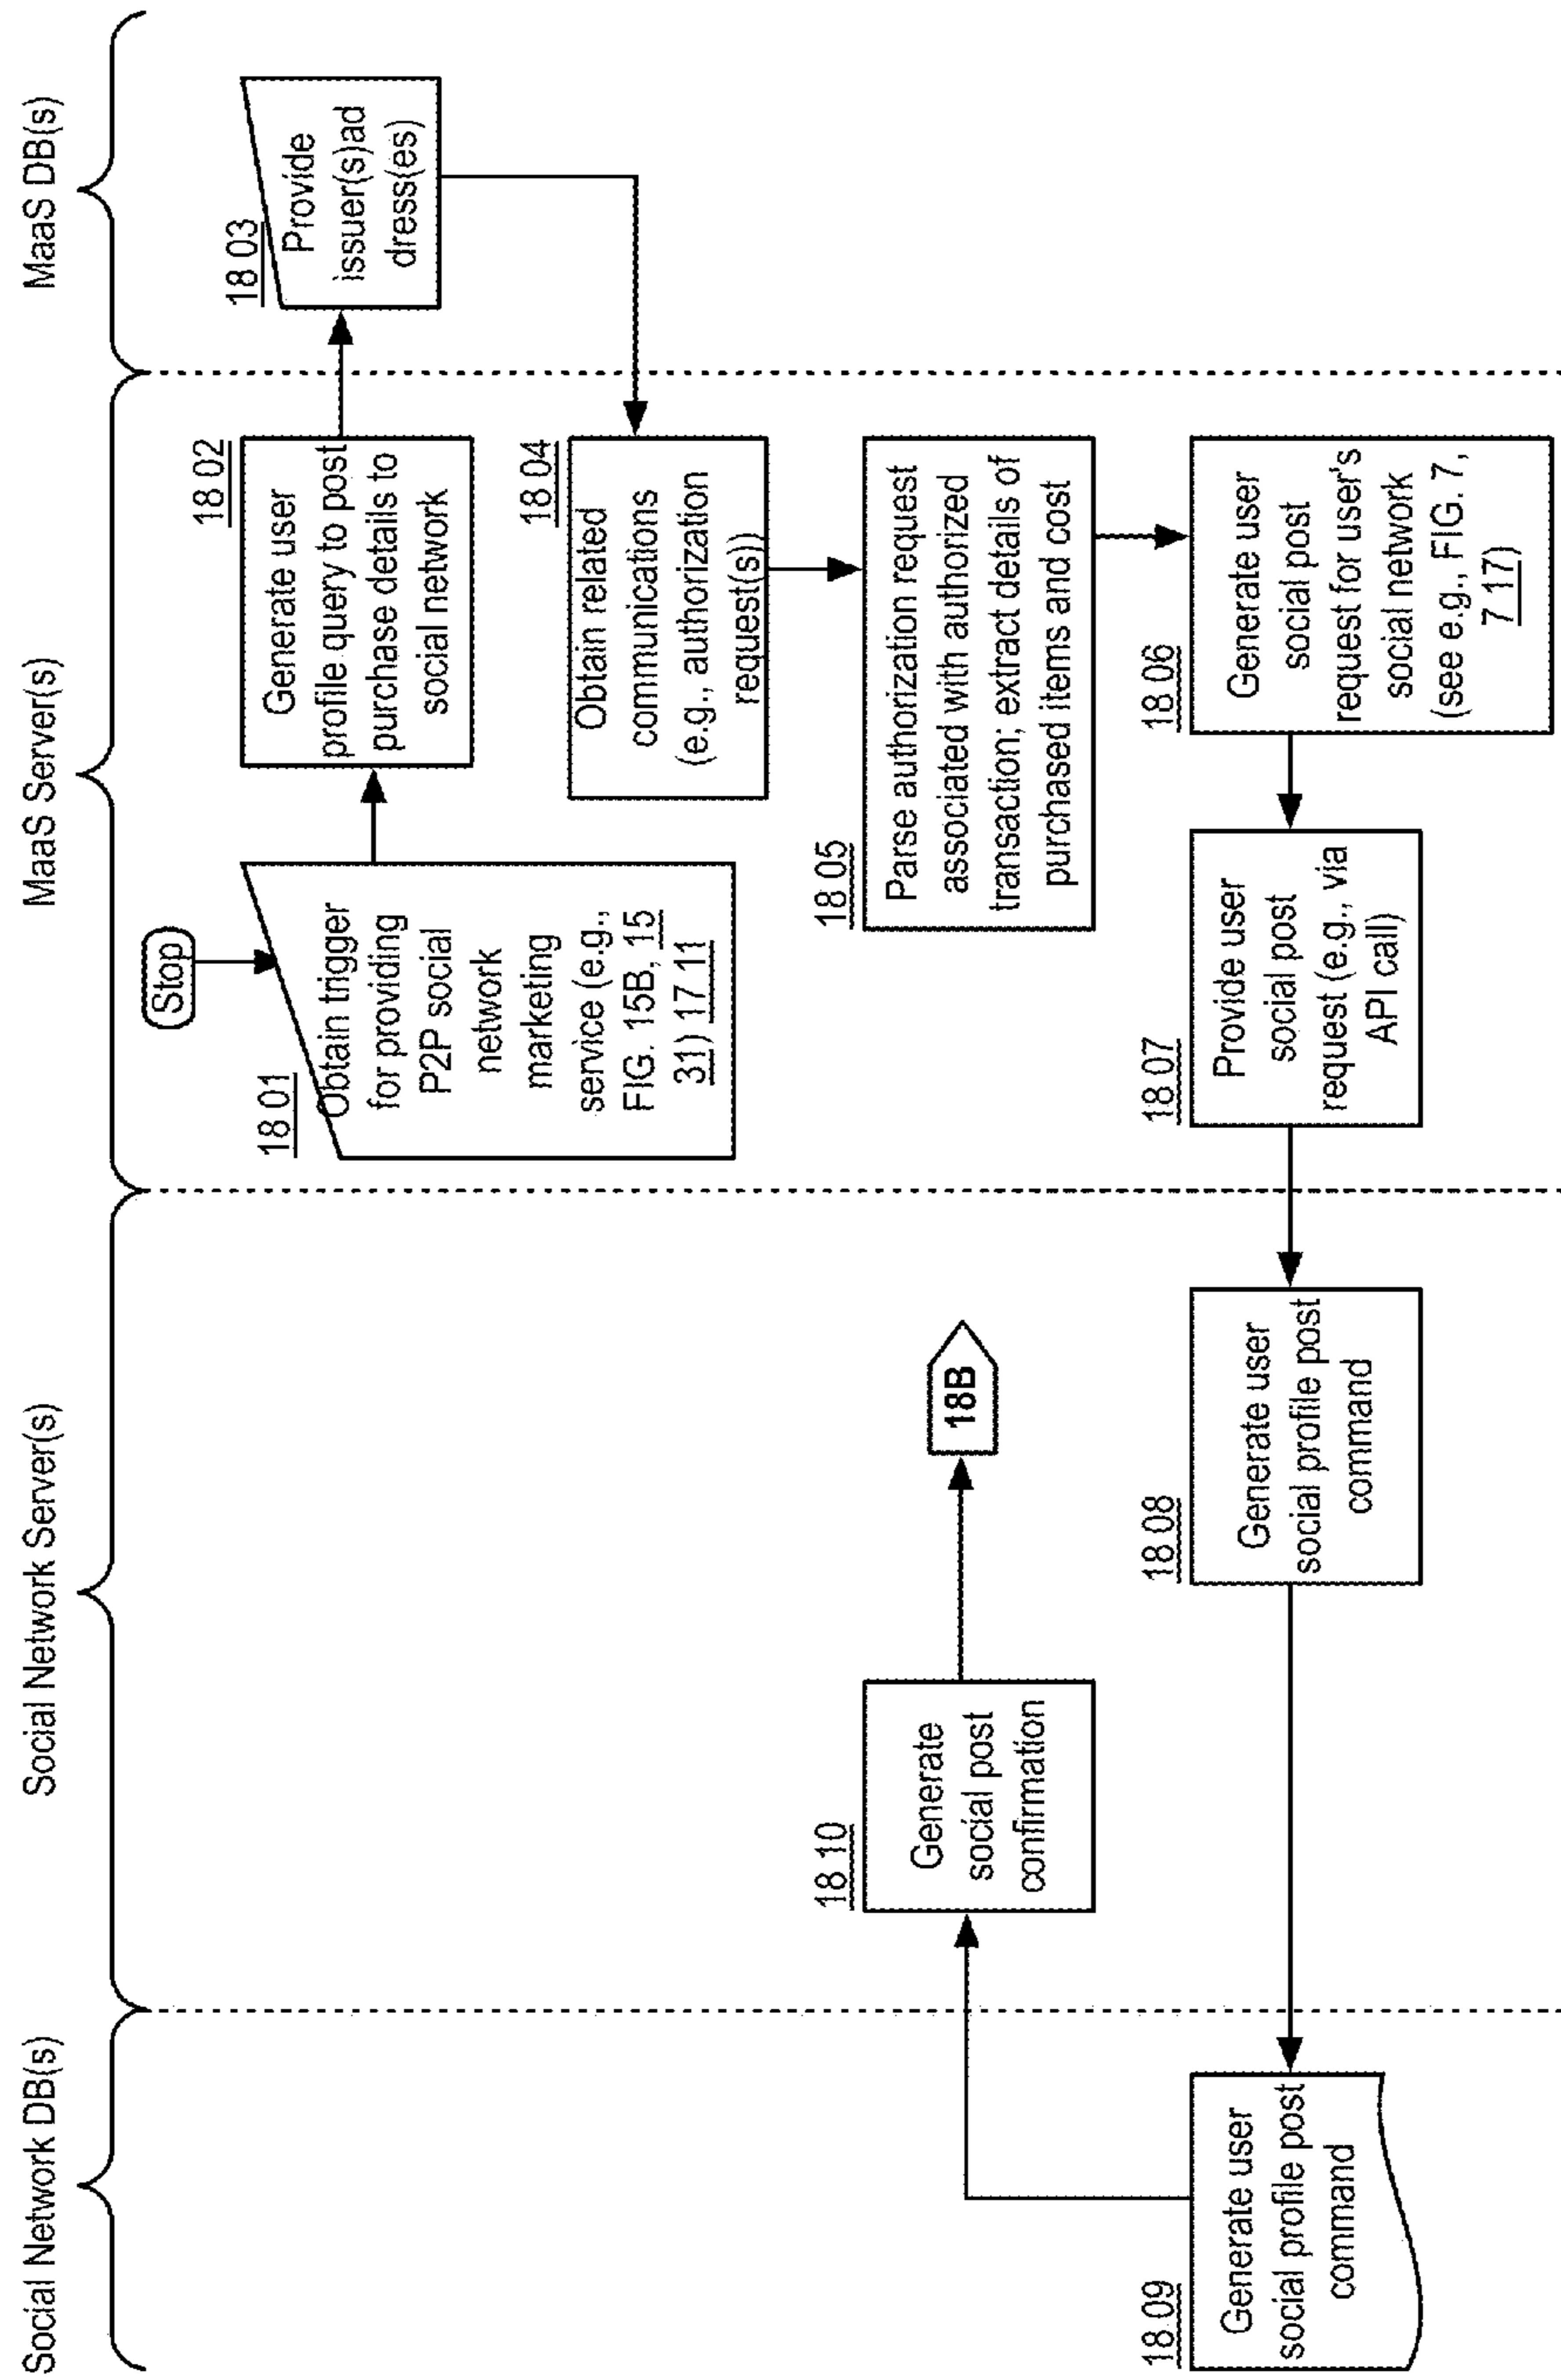 Social Network DB(s)
Social Network Server(s)
MaaS Server(s)
MaaS DB(s)
Stop
18 01
Obtain trigger
for providing
P2P social
network
marketing
service (e.g.,
FIG. 15B, 15
31) 17 11
18 02
Generate user
profile query to post
purchase details to
social network
18 03
Provide
issuer(s)ad
dress(es)
18 04
Obtain related
communications
(e.g., authorization
request(s))
18 05
Parse authorization request
associated with authorized
transaction; extract details of
purchased items and cost
18 06
Generate user
social post
request for user's
social network
(see e.g., FIG. 7,
7 17)
18 07
Provide user
social post
request (e.g., via
API call)
18 08
Generate user
social profile post
command
18 09
Generate user
social profile post
command
18 10
Generate
social post
confirmation
18B